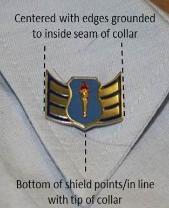 Centered with edges grounded
to inside seam of collar
Bottom of shield points/in line
with tip of collar